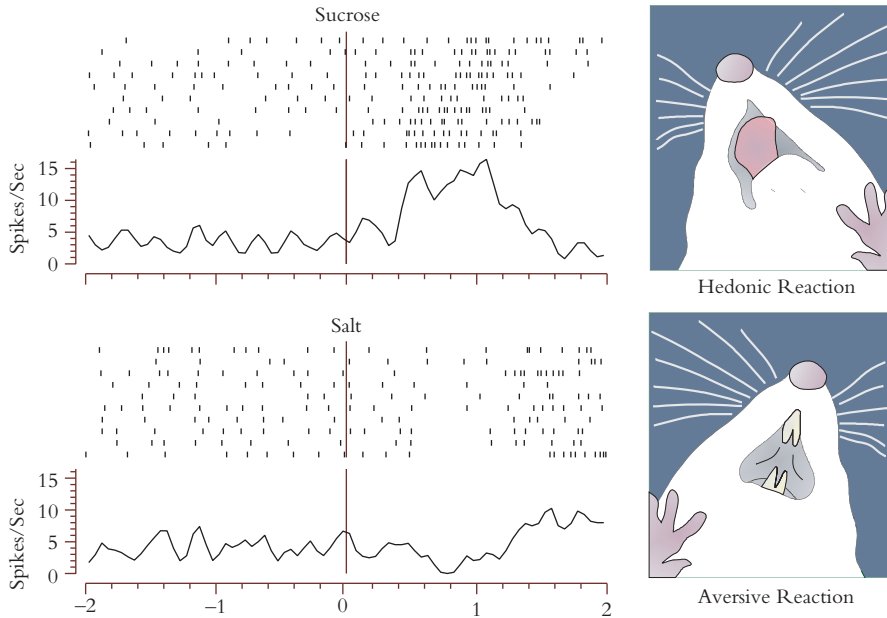 Sucrose
15
10
5
0
Spikes/Sec
Hedonic Reaction
Salt
15
10
5
0
Spikes/Sec
−2
−1
0
1
2
Aversive Reaction